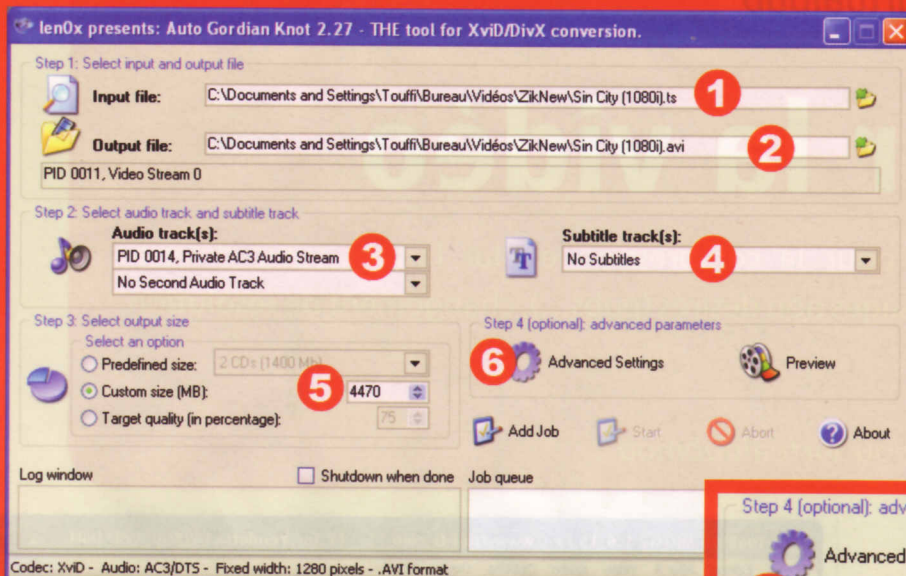 len0x presents: Auto Gordian Knot 2.27 - THE tool for XviD/DivX conversion.
Step 1: Select input and output file
Input file: C:\Documents and Settings\Touffi\Bureau\Vidéos\ZikNew\Sin City (1080i).ts 1
Output file: C:\Documents and Settings\Touffi\Bureau\Vidéos\ZikNew\Sin City (1080i).avi 2
PID 0011, Video Stream 0
Step 2: Select audio track and subtitle track
Audio track(s):
PID 0014, Private AC3 Audio Stream 3
No Second Audio Track
Subtitle track(s):
No Subtitles 4
Step 3: Select output size
Select an option
Predefined size: 2 CDs (1400 Mb)
Custom size (MB): 5 4470
Target quality (in percentage): 75
Step 4 (optional): advanced parameters
6 Advanced Settings Preview
Add Job Start Abort About
Log window Shutdown when done Job queue
Codec: XviD - Audio: AC3/DTS - Fixed width: 1280 pixels - .AVI format
Step 4 (optional): adv
Advanced